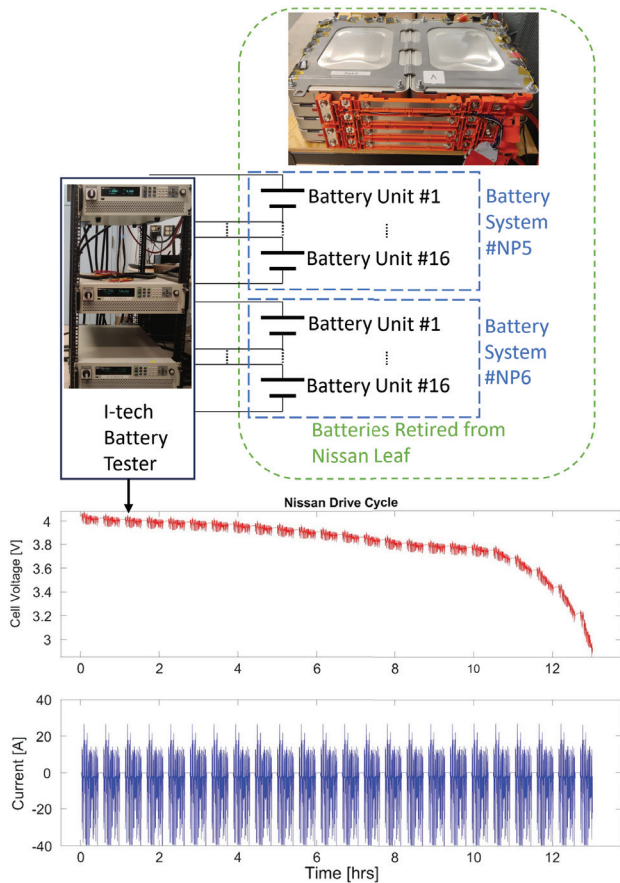 Battery Unit #1
Battery Unit #16
Battery
System
#NP5
Battery Unit #1
Battery Unit #16
Battery
System
#NP6
I-tech
Battery
Tester
Batteries Retired from
Nissan Leaf
Nissan Drive Cycle
Cell Voltage [V]
4
3.8
3.6
3.4
3.2
3
0 2 4 6 8 10 12
Current [A]
40
20
0
-20
-40
0 2 4 6 8 10 12
Time [hrs]